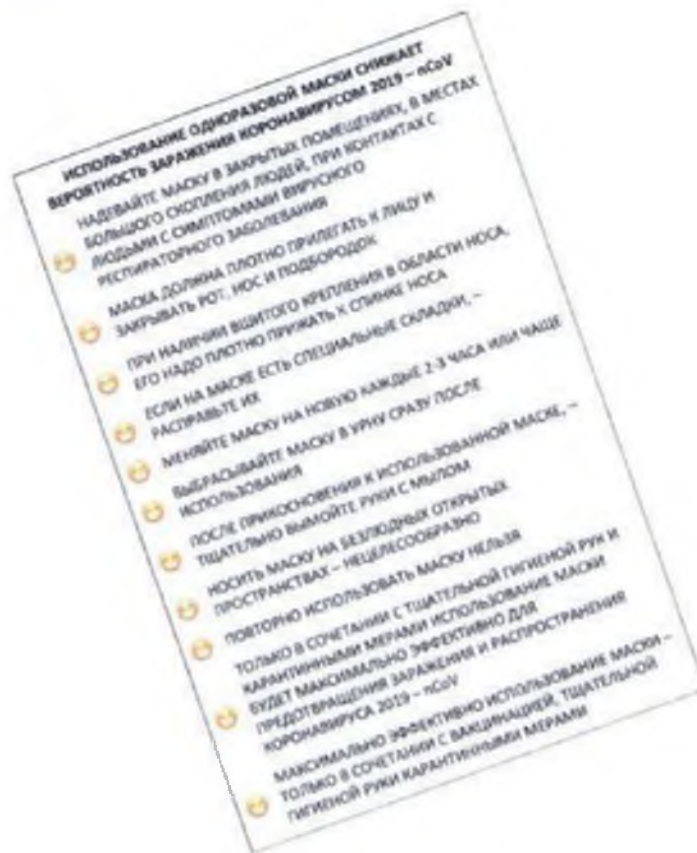 ИСПОЛЬЗОВАНИЕ ОДНОРАЗОВОЙ МАСКИ СНИЖАЕТ
ВЕРОЯТНОСТЬ ЗАРАЖЕНИЯ КОРОНАВИРУСОМ 2019 – nCoV
НАДЕВАЙТЕ МАСКУ В ЗАКРЫТЫХ ПОМЕЩЕНИЯХ, В МЕСТАХ
БОЛЬШОГО СКОПЛЕНИЯ ЛЮДЕЙ, ПРИ КОНТАКТАХ С
ЛЮДЬМИ С СИМПТОМАМИ ВИРУСНОГО
РЕСПИРАТОРНОГО ЗАБОЛЕВАНИЯ
МАСКА ДОЛЖНА ПЛОТНО ПРИЛЕГАТЬ К ЛИЦУ И
ЗАКРЫВАТЬ РОТ, НОС И ПОДБОРОДОК
ПРИ НАЛИЧИИ ВШИТОГО КРЕПЛЕНИЯ В ОБЛАСТИ НОСА,
ЕГО НАДО ПЛОТНО ПРИЖАТЬ К СПИНКЕ НОСА
ЕСЛИ НА МАСКЕ ЕСТЬ СПЕЦИАЛЬНЫЕ СКЛАДКИ, –
РАСПРАВЬТЕ ИХ
МЕНЯЙТЕ МАСКУ НА НОВУЮ КАЖДЫЕ 2-3 ЧАСА ИЛИ ЧАЩЕ
ВЫБРАСЫВАЙТЕ МАСКУ В УРНУ СРАЗУ ПОСЛЕ
ИСПОЛЬЗОВАНИЯ
ПОСЛЕ ПРИКОСНОВЕНИЯ К ИСПОЛЬЗОВАННОЙ МАСКЕ, –
ТЩАТЕЛЬНО ВЫМОЙТЕ РУКИ С МЫЛОМ
НОСИТЬ МАСКУ НА БЕЗЛЮДНЫХ ОТКРЫТЫХ
ПРОСТРАНСТВАХ – НЕЦЕЛЕСООБРАЗНО
ПОВТОРНО ИСПОЛЬЗОВАТЬ МАСКУ НЕЛЬЗЯ
ТОЛЬКО В СОЧЕТАНИИ С ТЩАТЕЛЬНОЙ ГИГИЕНОЙ РУК И
КАРАНТИННЫМИ МЕРАМИ ИСПОЛЬЗОВАНИЕ МАСКИ
БУДЕТ МАКСИМАЛЬНО ЭФФЕКТИВНО ДЛЯ
ПРЕДОТВРАЩЕНИЯ ЗАРАЖЕНИЯ И РАСПРОСТРАНЕНИЯ
КОРОНАВИРУСА 2019 – nCoV
МАКСИМАЛЬНО ЭФФЕКТИВНО ИСПОЛЬЗОВАНИЕ МАСКИ –
ТОЛЬКО В СОЧЕТАНИИ С ВАКЦИНАЦИЕЙ, ТЩАТЕЛЬНОЙ
ГИГИЕНОЙ РУКИ КАРАНТИННЫМИ МЕРАМИ